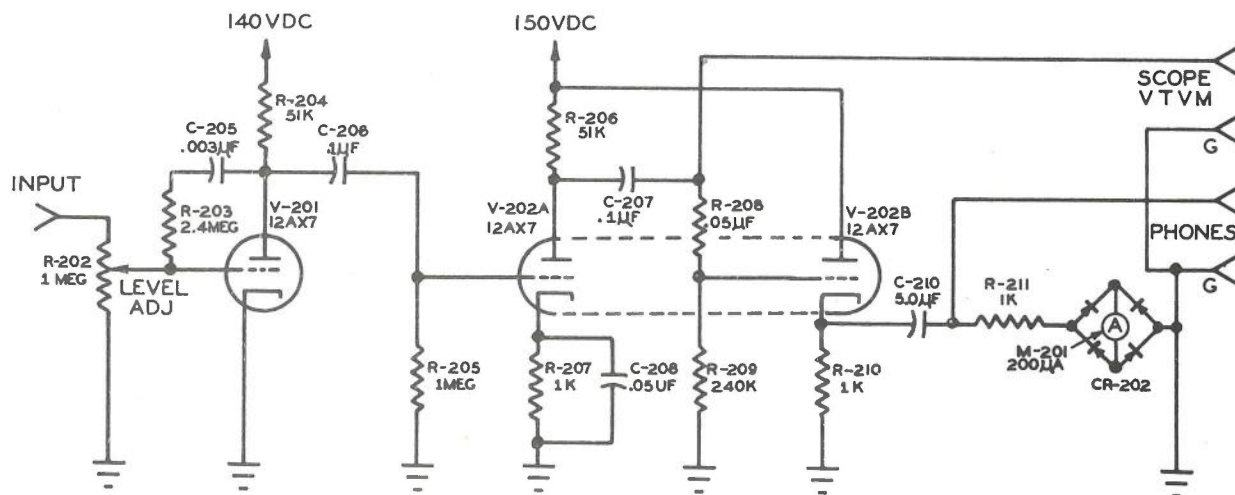 140VDC
150VDC
R-204
51K
C-205
.003µF
C-206
.1µF
R-206
51K
SCOPE
VTVM
G
INPUT
R-203
2.4MEG
V-201
12AX7
C-207
.1µF
V-202A
12AX7
R-208
.05µF
V-202B
12AX7
PHONES
G
R-202
1 MEG
LEVEL
ADJ
C-210
5.0µF
R-211
1K
A
M-201
200µA
CR-202
R-205
1MEG
R-207
1K
C-208
.05UF
R-209
240K
R-210
1K